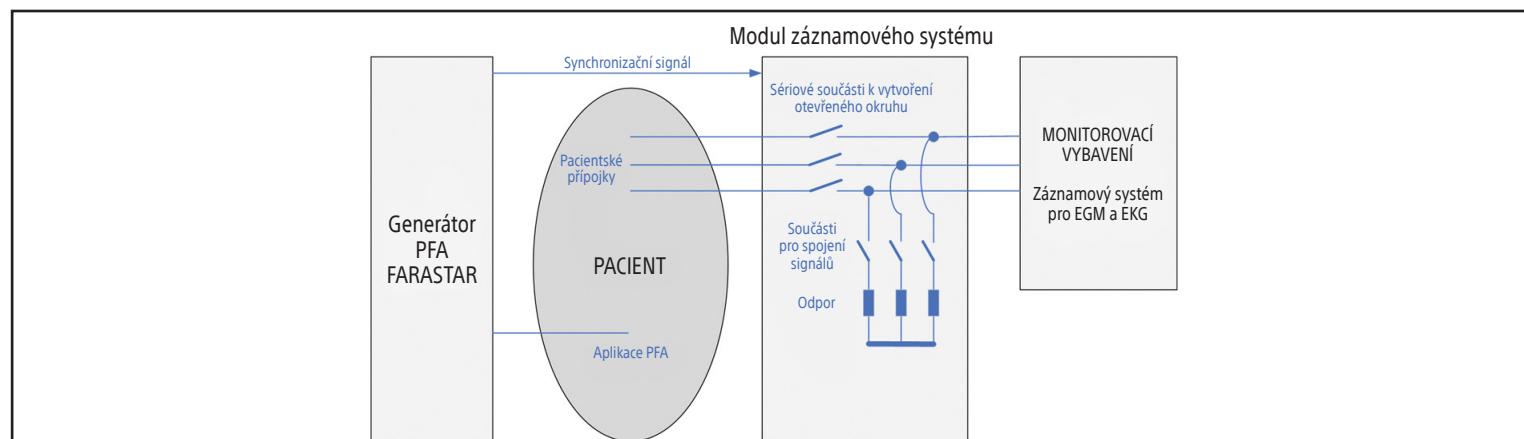 Modul záznamového systému
Synchronizační signál
Sériové součásti k vytvoření
otevřeného okruhu
MONITOROVACÍ
VYBAVENÍ
Pacientské
přípojky
Záznamový systém
pro EGM a EKG
Generátor
PFA
FARASTAR
Součásti
pro spojení
signálů
PACIENT
Odpor
Aplikace PFA